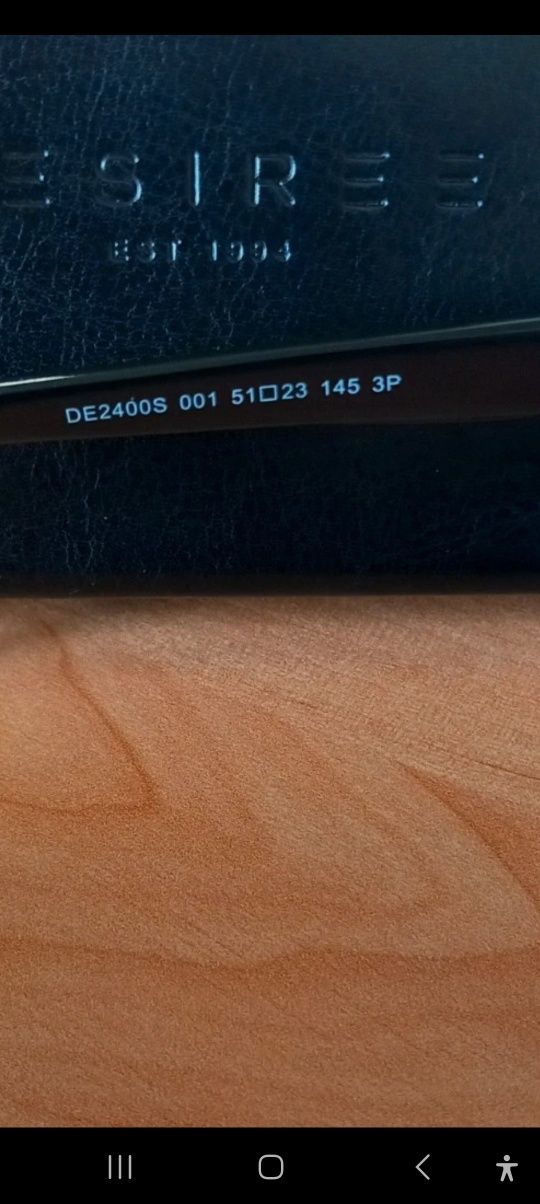 ESIREE
EST 1994
DE2400S 001 51□23 145 3P